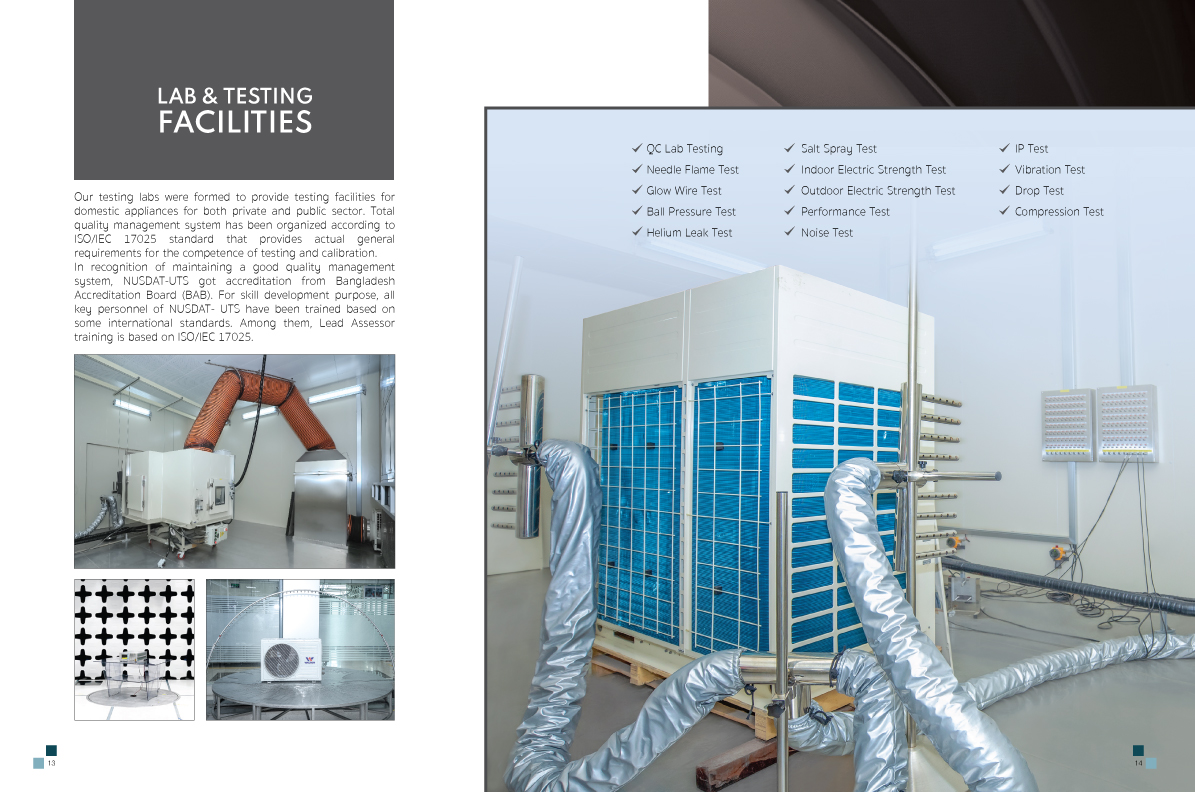 LAB & TESTING
FACILITIES
Our testing labs were formed to provide testing facilities for
domestic appliances for both private and public sector. Total
quality management system has been organized according to
ISO/IEC 17025 standard that provides actual general
requirements for the competence of testing and calibration.
In recognition of maintaining a good quality management
system, NUSDAT-UTS got accreditation from Bangladesh
Accreditation Board (BAB). For skill development purpose, all
key personnel of NUSDAT- UTS have been trained based on
some international standards. Among them, Lead Assessor
training is based on ISO/IEC 17025.
13
QC Lab Testing
Needle Flame Test
Glow Wire Test
Ball Pressure Test
Helium Leak Test
Salt Spray Test
Indoor Electric Strength Test
Outdoor Electric Strength Test
Performance Test
Noise Test
IP Test
Vibration Test
Drop Test
Compression Test
14